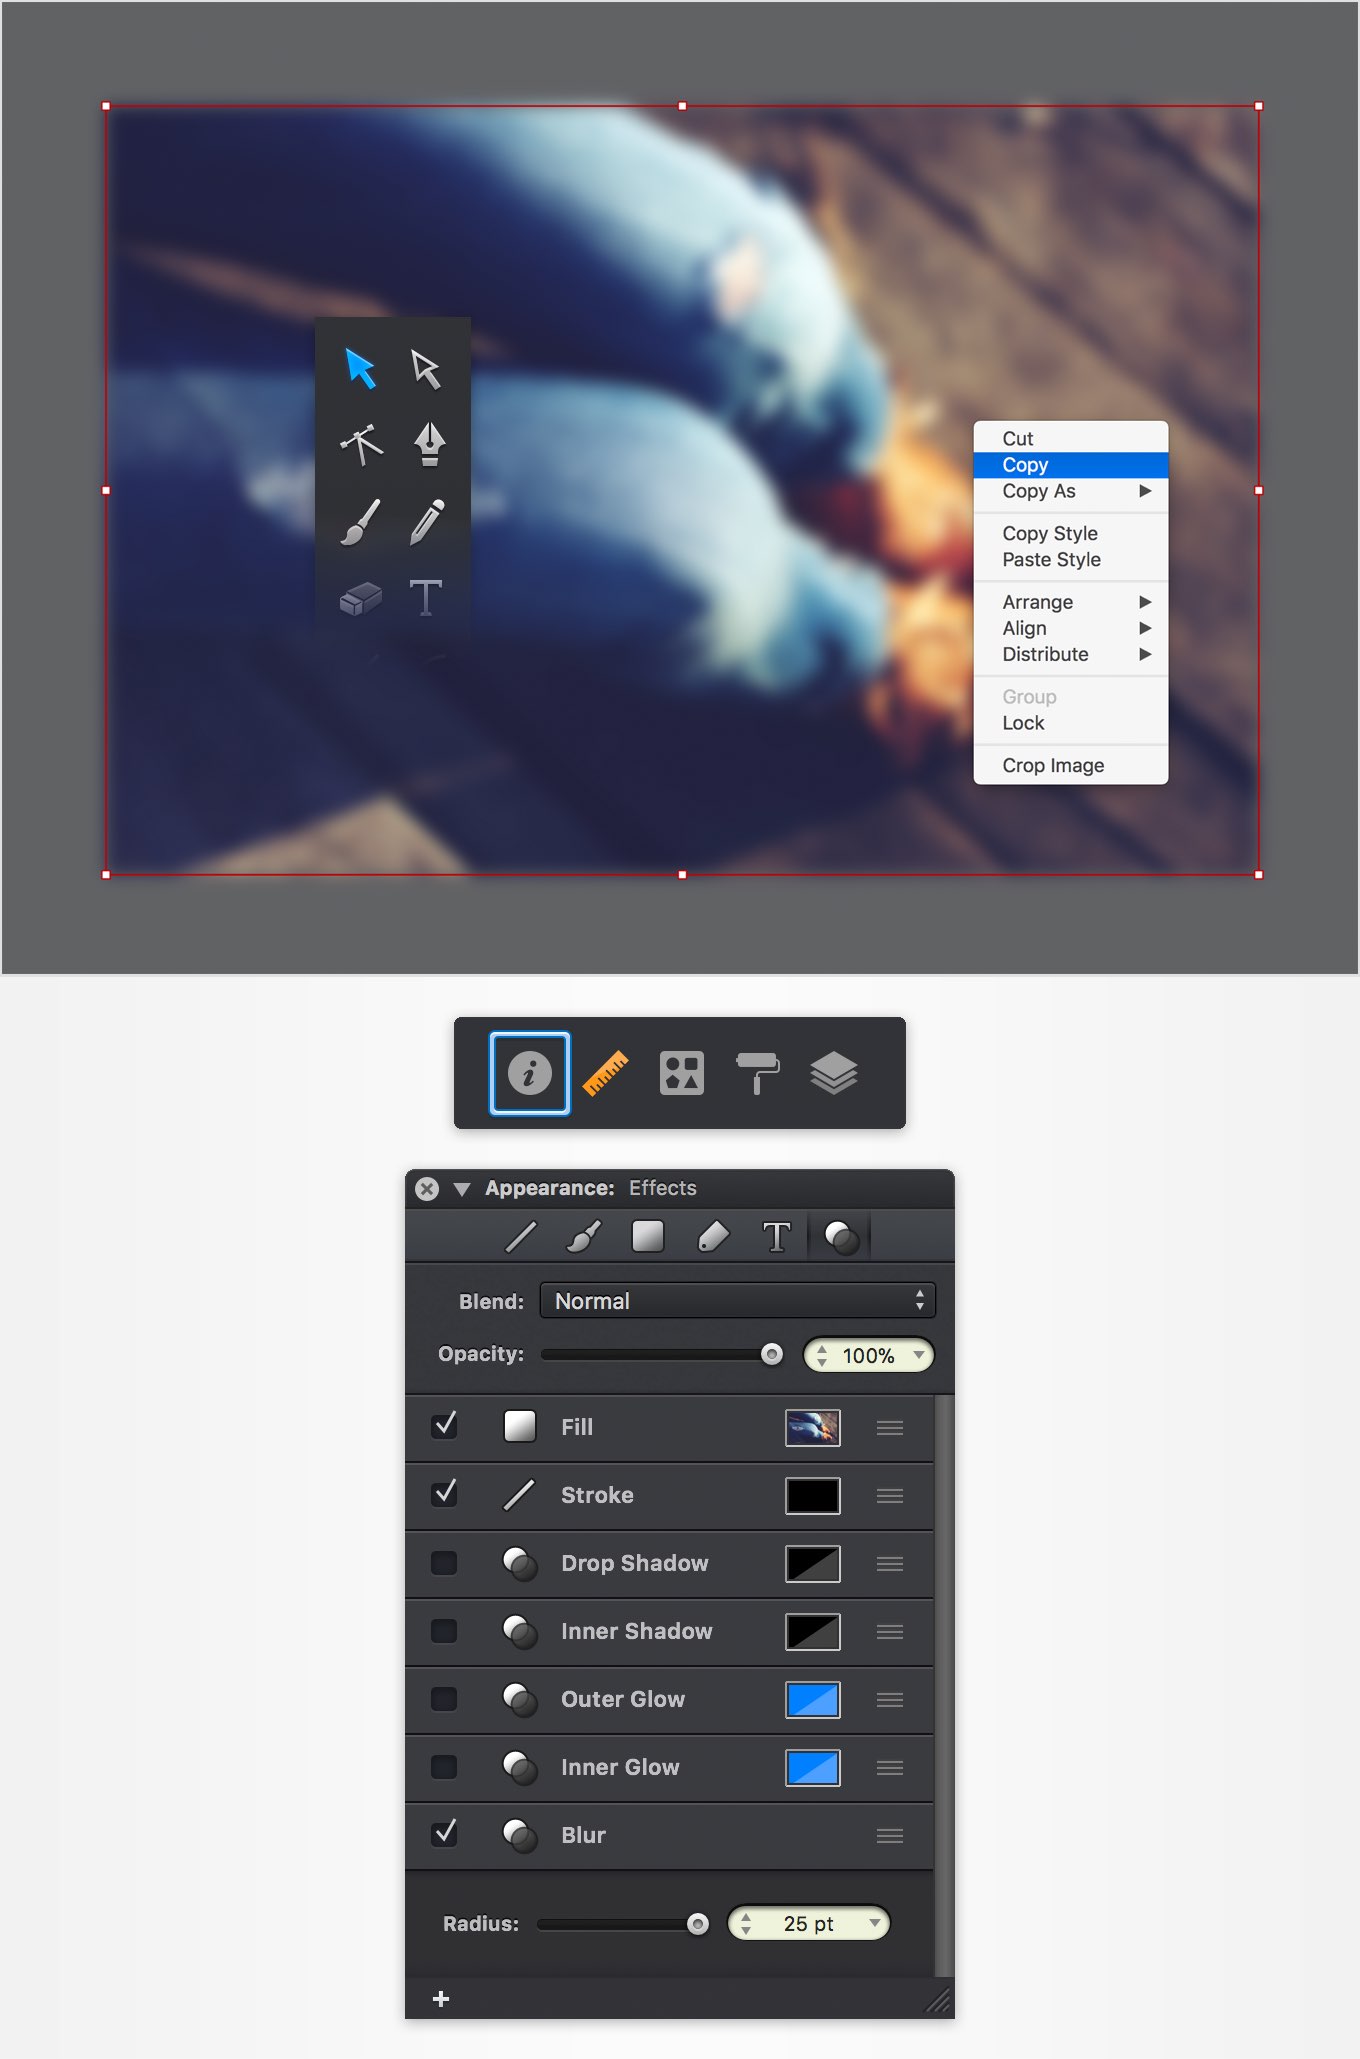 Cut
Copy
Copy As
Copy Style
Paste Style
Arrange
Align
Distribute
Group
Lock
Crop Image
Appearance: Effects
Blend: Normal
Opacity: 100%
Fill
Stroke
Drop Shadow
Inner Shadow
Outer Glow
Inner Glow
Blur
Radius: 25 pt